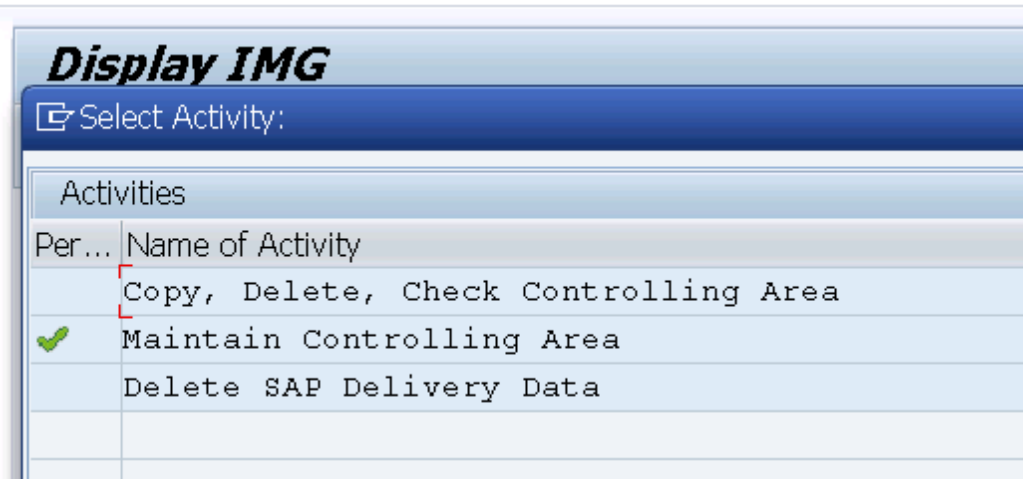 Display IMG
Select Activity:
Activities
Per... Name of Activity
Copy, Delete, Check Controlling Area
Maintain Controlling Area
Delete SAP Delivery Data